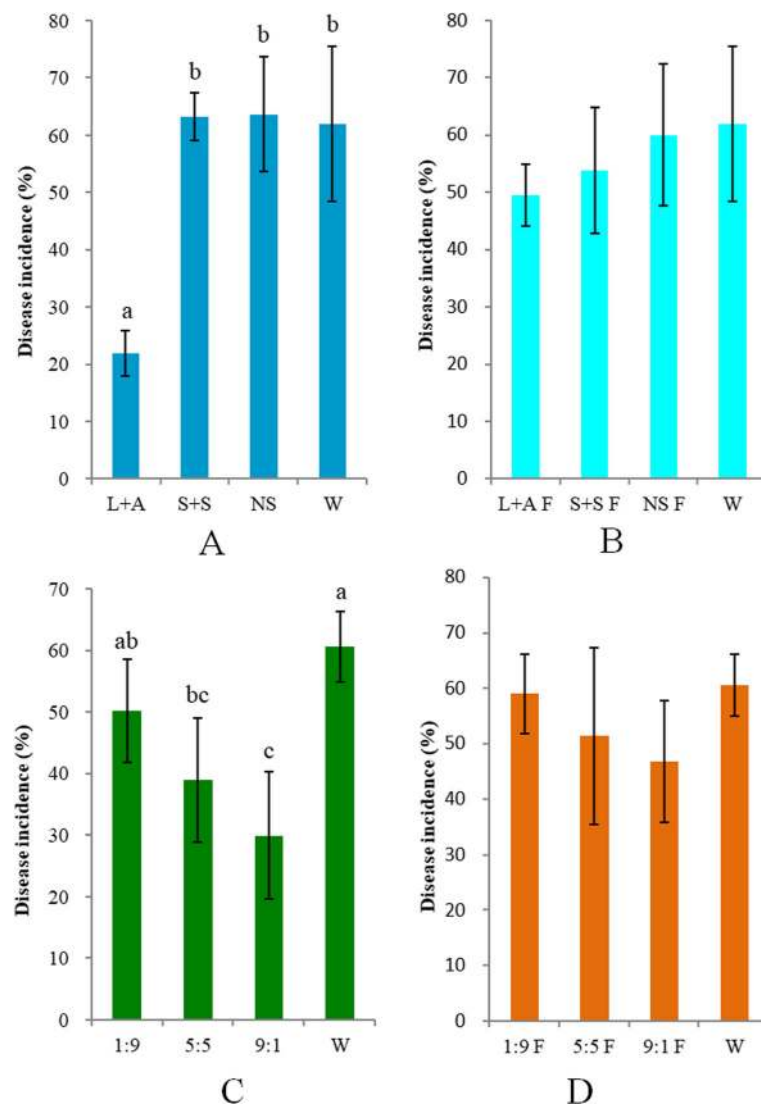 Disease incidence (%)
80
70
60
50
40
30
20
10
0
a
b
b
b
L+A S+S NS W
A
Disease incidence (%)
80
70
60
50
40
30
20
10
0
L+A F S+S F NS F W
B
Disease incidence (%)
70
60
50
40
30
20
10
0
ab
bc
c
a
1:9 5:5 9:1 W
C
Disease incidence (%)
80
70
60
50
40
30
20
10
0
1:9 F 5:5 F 9:1 F W
D